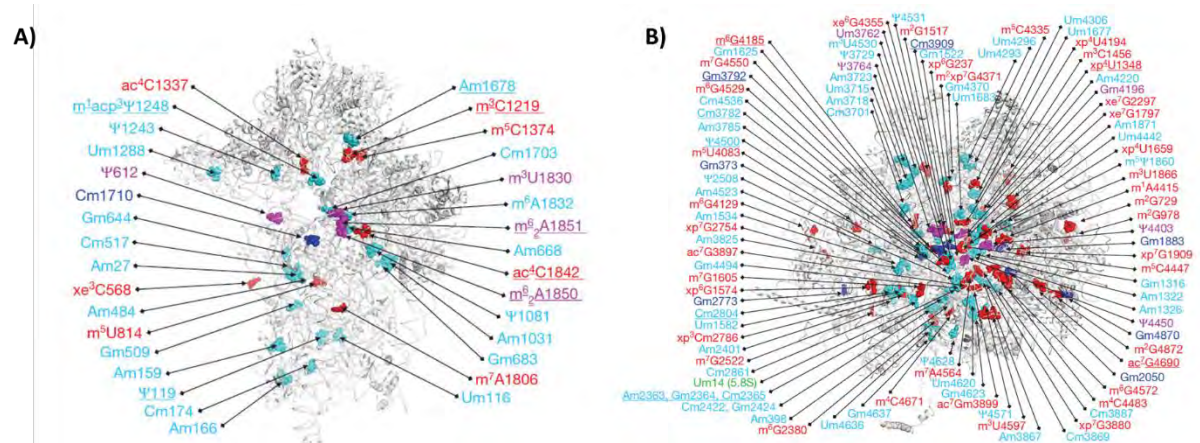 A)
ac⁴C1337
m¹acp³Ψ1248
Ψ1243
Um1288
Ψ612
Cm1710
Gm644
Cm517
Am27
xe³C568
Am484
m⁵U814
Gm509
Am159
Ψ119
Cm174
Am166
Am1678
m³C1219
m⁵C1374
Cm1703
m³U1830
m⁶A1832
m⁶₂A1851
Am668
ac⁴C1842
m⁶₂A1850
Ψ1081
Am1031
Gm683
m⁷A1806
Um116
B)
m⁶G4185
Gm1625
m⁷G4550
Gm3792
m⁶G4529
Cm4536
Cm3782
Am3785
Ψ4500
m⁵U4083
Gm373
Ψ2508
Am4523
m⁶G4129
Am1534
xp⁷G2754
Am3825
ac⁷G3897
Gm4494
m⁷G1605
xp⁶G1574
Gm2773
Cm2804
Um1582
xp³Cm2786
Am2401
m⁷G2522
Cm2861
Um14 (5.8S)
Am2363, Gm2364, Cm2365
Cm2422, Gm2424
Am398
m⁶G2380
xe⁶G4355
Um3762
m³U4530
Ψ3729
Ψ3764
Am3723
Um3715
Am3718
Cm3701
Ψ4531
m²G1517
Cm3909
Gm1522
xp⁶G237
m²xp⁷G4371
Gm4370
Um1683
m⁵C4335
Um4296
Um4293
Um4306
Um1677
xp⁴U4194
m³C1456
xp⁴U1348
Am4220
Gm4196
xe⁷G2297
xe⁷G1797
Am1871
Um4442
xp⁴U1659
m⁵Ψ1860
m³U1866
m¹A4415
m²G729
m²G978
Ψ4403
Gm1883
xp⁷G1909
m⁵C4447
Gm1316
Am1322
Am1326
Ψ4450
Gm4870
m²G4872
ac⁷G4690
Gm2050
m⁶G4572
m⁴C4483
Cm3887
xp⁷G3880
Cm3869
Ψ4628
m⁷A4564
Um4620
Gm4623
m⁴C4671
ac⁷Gm3899
Gm4637
Um4636
Ψ4571
m³U4597
Am3867